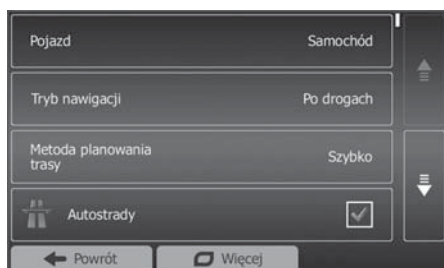 Pojazd Samochód
Tryb nawigacji Po drogach
Metoda planowania
trasy Szybko
Autostrady
Powrót Więcej